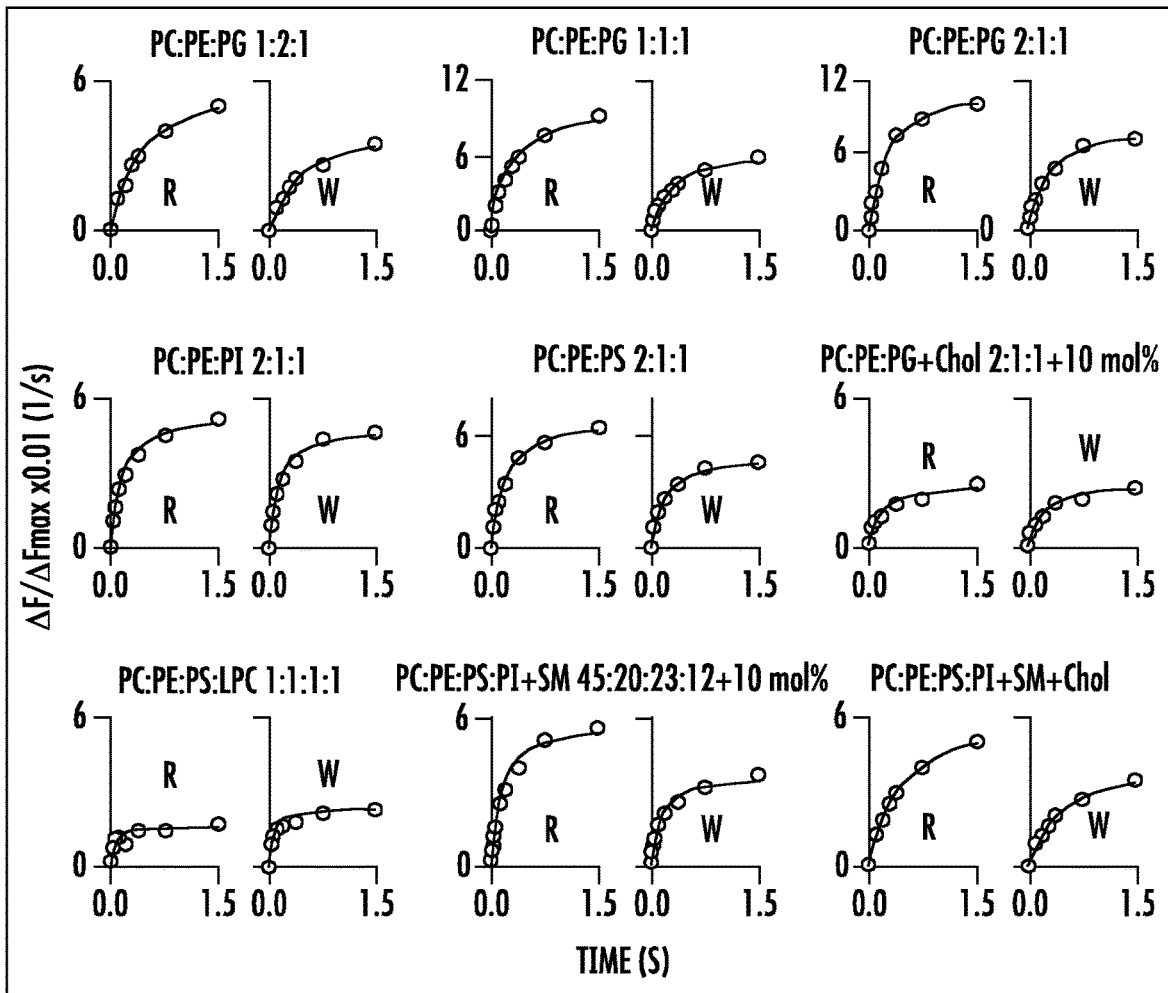 PC:PE:PG 1:2:1 PC:PE:PG 1:1:1 PC:PE:PG 2:1:1
6 12 12
6 6
R W R W R W
0 0 0 0
0.0 1.5 0.0 1.5 0.0 1.5 0.0 1.5 0.0 1.5 0.0 1.5
ΔF/ΔFmax x0.01 (1/s)
PC:PE:PI 2:1:1 PC:PE:PS 2:1:1 PC:PE:PG+Chol 2:1:1+10 mol%
6 6 6
R W R W R W
0 0 0
0.0 1.5 0.0 1.5 0.0 1.5 0.0 1.5 0.0 1.5 0.0 1.5
PC:PE:PS:LPC 1:1:1:1 PC:PE:PS:PI+SM 45:20:23:12+10 mol% PC:PE:PS:PI+SM+Chol
6 6 6
R W R W R W
0 0 0
0.0 1.5 0.0 1.5 0.0 1.5 0.0 1.5 0.0 1.5 0.0 1.5
TIME (S)